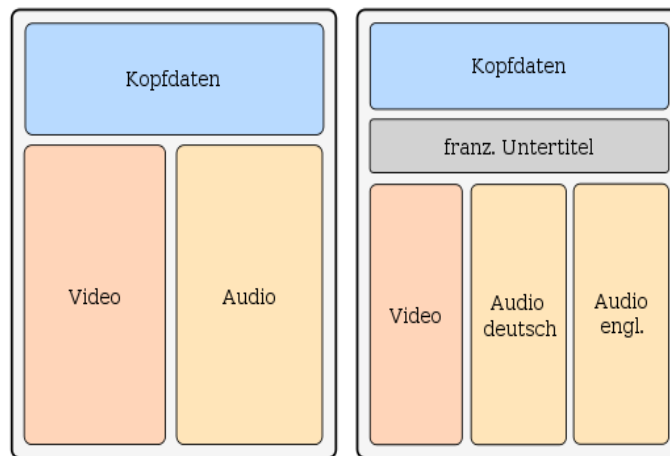 Kopfdaten
Video
Audio
Kopfdaten
franz. Untertitel
Video
Audio
deutsch
Audio
engl.